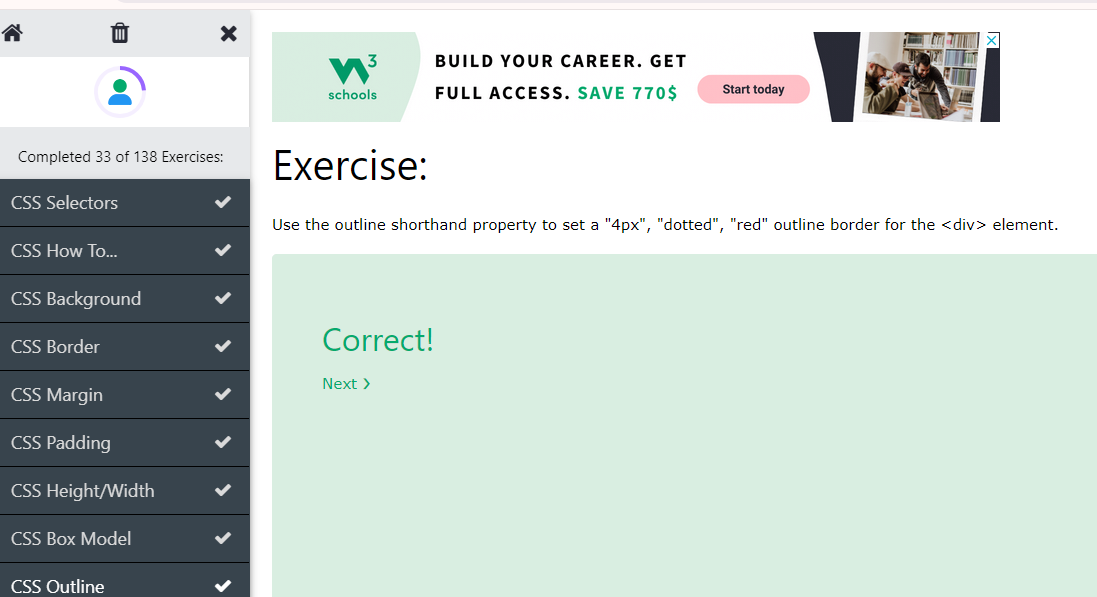 3
schools
BUILD YOUR CAREER. GET
FULL ACCESS. SAVE 770$
Start today
Completed 33 of 138 Exercises:
CSS Selectors
CSS How To...
CSS Background
CSS Border
CSS Margin
CSS Padding
CSS Height/Width
CSS Box Model
CSS Outline
Exercise:
Use the outline shorthand property to set a "4px", "dotted", "red" outline border for the <div> element.
Correct!
Next ❯